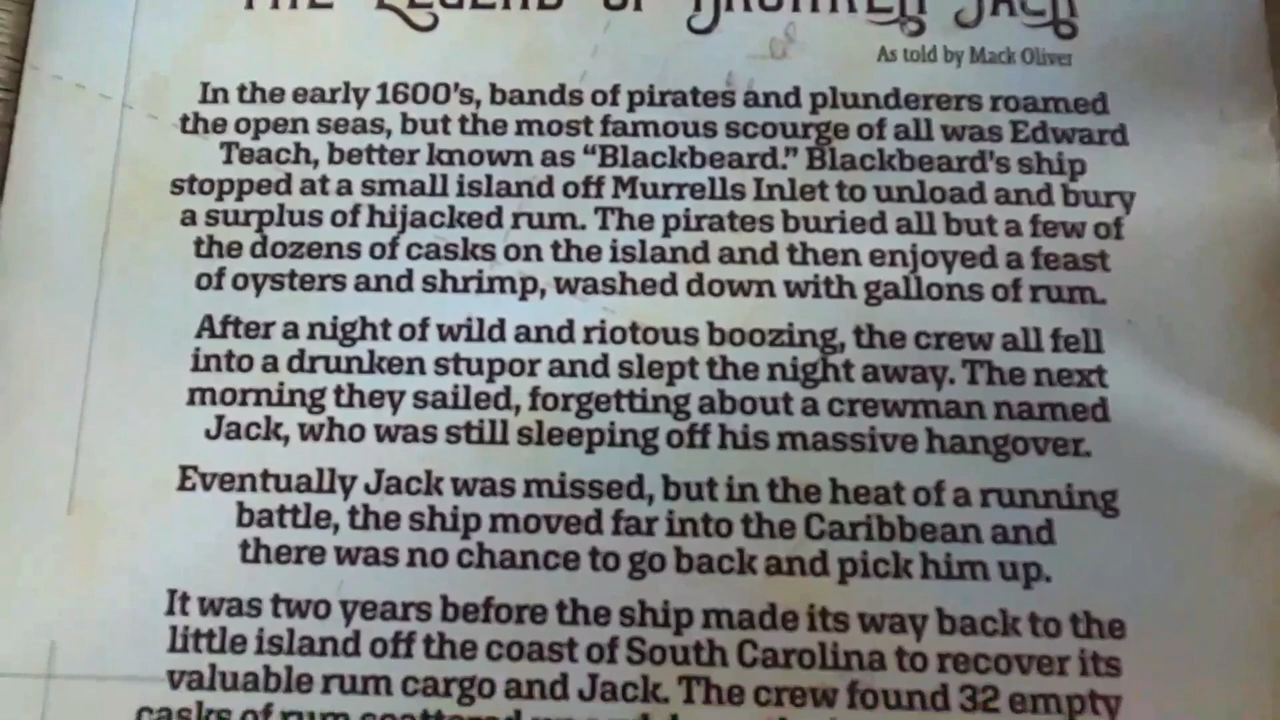 THE LEGEND OF DRUNKEN JACK
As told by Mack Oliver
In the early 1600's, bands of pirates and plunderers roamed
the open seas, but the most famous scourge of all was Edward
Teach, better known as “Blackbeard.” Blackbeard's ship
stopped at a small island off Murrells Inlet to unload and bury
a surplus of hijacked rum. The pirates buried all but a few of
the dozens of casks on the island and then enjoyed a feast
of oysters and shrimp, washed down with gallons of rum.
After a night of wild and riotous boozing, the crew all fell
into a drunken stupor and slept the night away. The next
morning they sailed, forgetting about a crewman named
Jack, who was still sleeping off his massive hangover.
Eventually Jack was missed, but in the heat of a running
battle, the ship moved far into the Caribbean and
there was no chance to go back and pick him up.
It was two years before the ship made its way back to the
little island off the coast of South Carolina to recover its
valuable rum cargo and Jack. The crew found 32 empty
casks of rum scattered